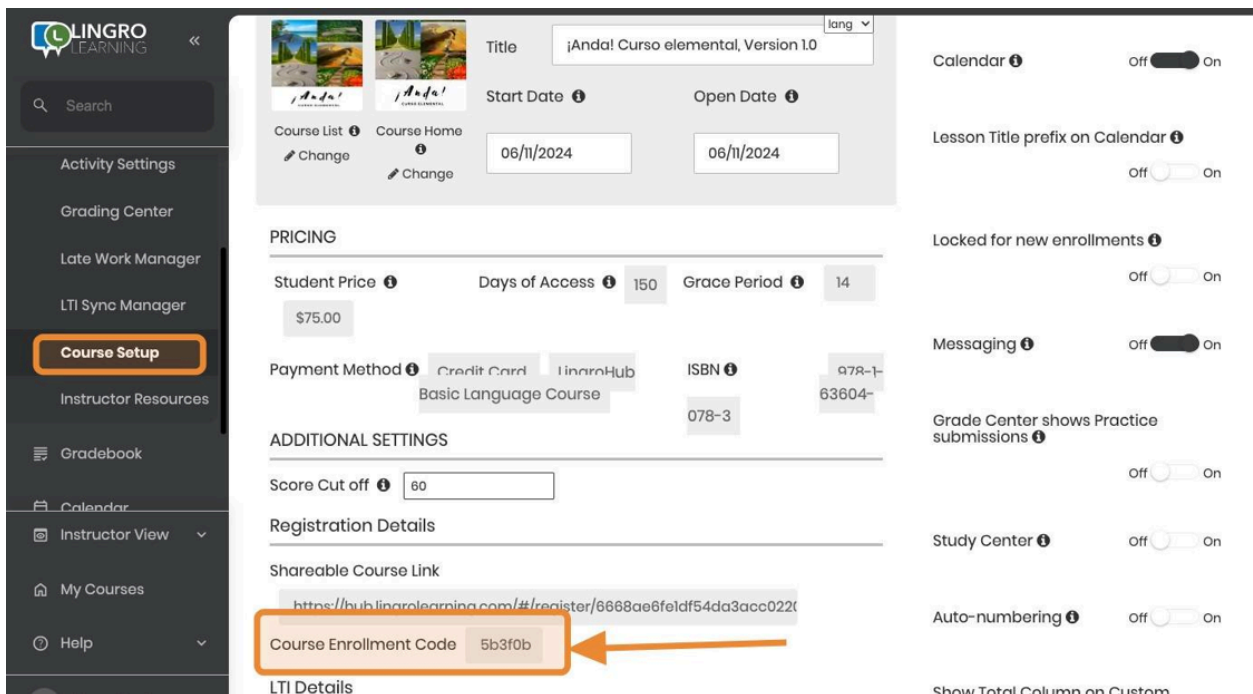 LINGRO
LEARNING
«
Search
Activity Settings
Grading Center
Late Work Manager
LTI Sync Manager
Course Setup
Instructor Resources
Gradebook
Calendar
Instructor View
My Courses
Help
¡Anda!
CURSO ELEMENTAL
¡Anda!
CURSO ELEMENTAL
Course List
Change
Course Home
Change
lang
Title ¡Anda! Curso elemental, Version 1.0
Start Date Open Date
06/11/2024 06/11/2024
PRICING
Student Price $75.00
Days of Access 150
Grace Period 14
Payment Method Credit Card LingroHub
Basic Language Course
ISBN 978-1-
63604-
078-3
ADDITIONAL SETTINGS
Score Cut off 60
Registration Details
Shareable Course Link
https://hub.lingrolearning.com/#/register/6668ae6fe1df54da3acc022
Course Enrollment Code 5b3f0b
LTI Details
Calendar Off On
Lesson Title prefix on Calendar
Off On
Locked for new enrollments
Off On
Messaging Off On
Grade Center shows Practice
submissions
Off On
Study Center Off On
Auto-numbering Off On
Show Total Column on Custom